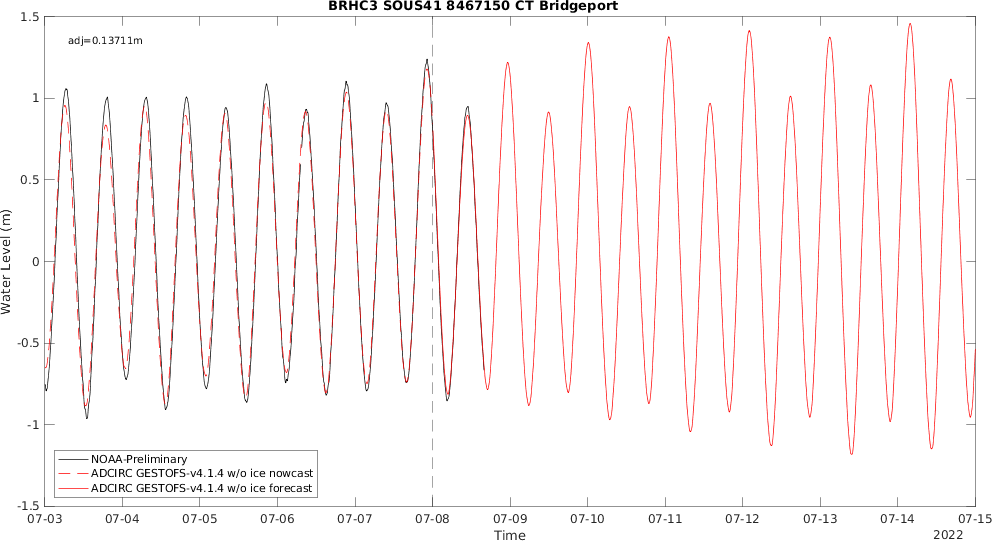 BRHC3 SOUS41 8467150 CT Bridgeport
adj=0.13711m
1.5
1
0.5
0
-0.5
-1
-1.5
Water Level (m)
NOAA-Preliminary
ADCIRC GESTOFS-v4.1.4 w/o ice nowcast
ADCIRC GESTOFS-v4.1.4 w/o ice forecast
07-03 07-04 07-05 07-06 07-07 07-08 07-09 07-10 07-11 07-12 07-13 07-14 07-15
Time
2022